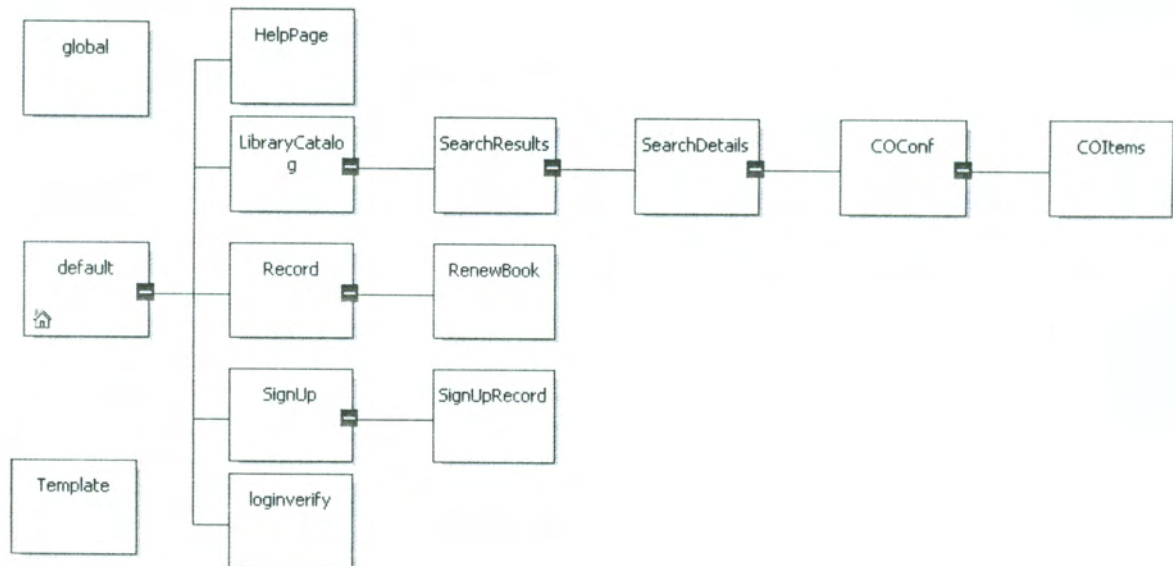 global
HelpPage
LibraryCatalo
g
SearchResults
SearchDetails
COConf
COItems
default
Record
RenewBook
SignUp
SignUpRecord
Template
loginverify